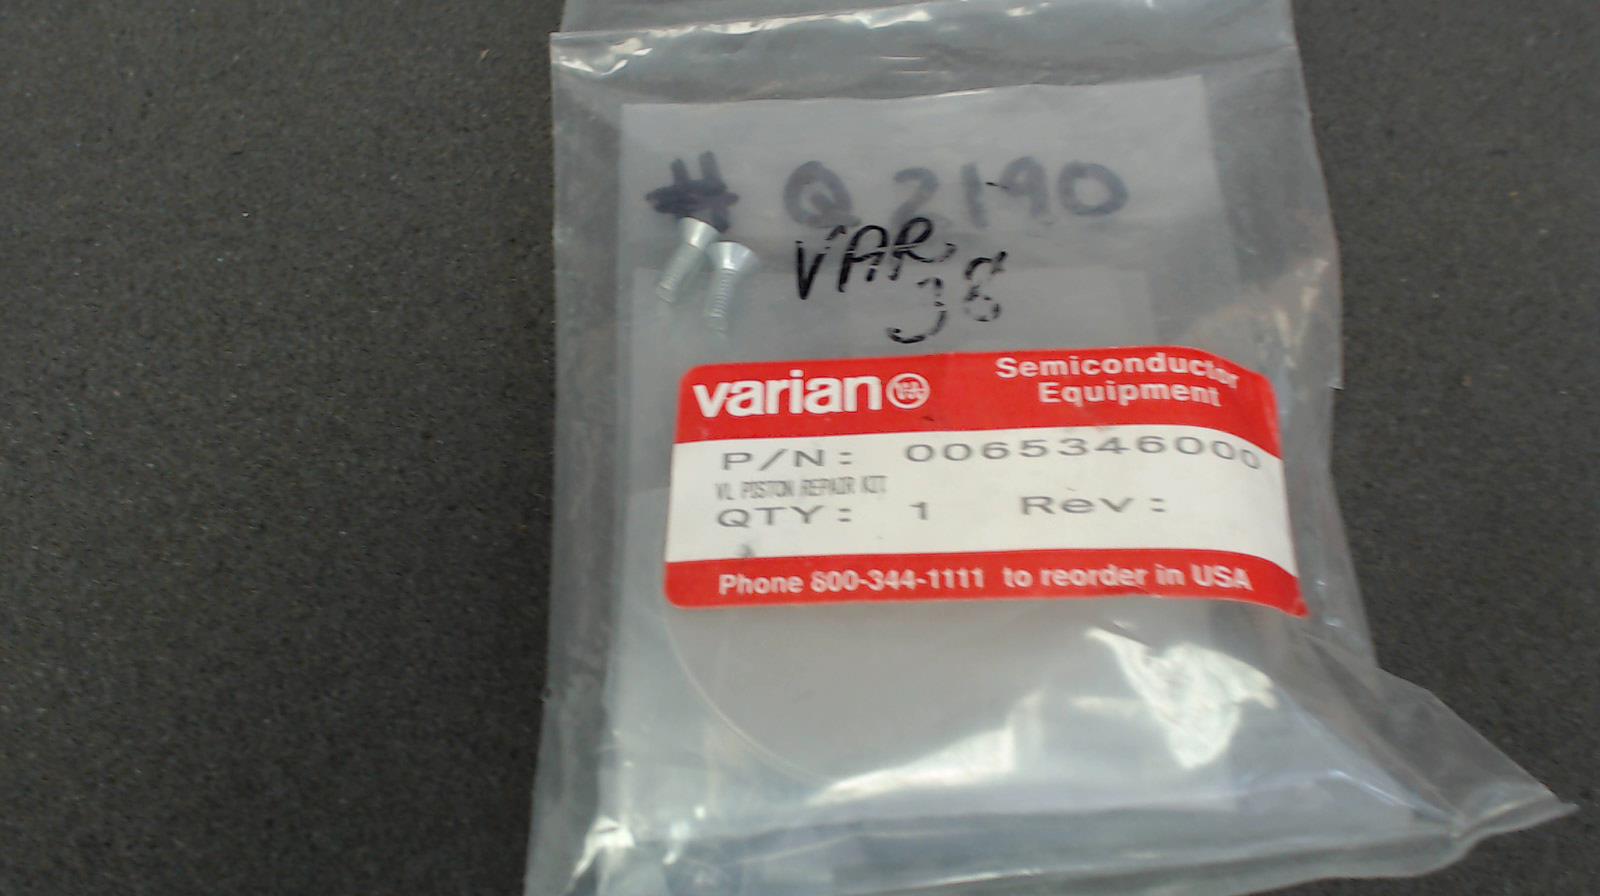 # Q2190
VAR
38
varian
Semiconductor
Equipment
P/N: 0065346000
VL PISTON REPAIR KIT
QTY: 1 Rev:
Phone 800-344-1111 to reorder in USA